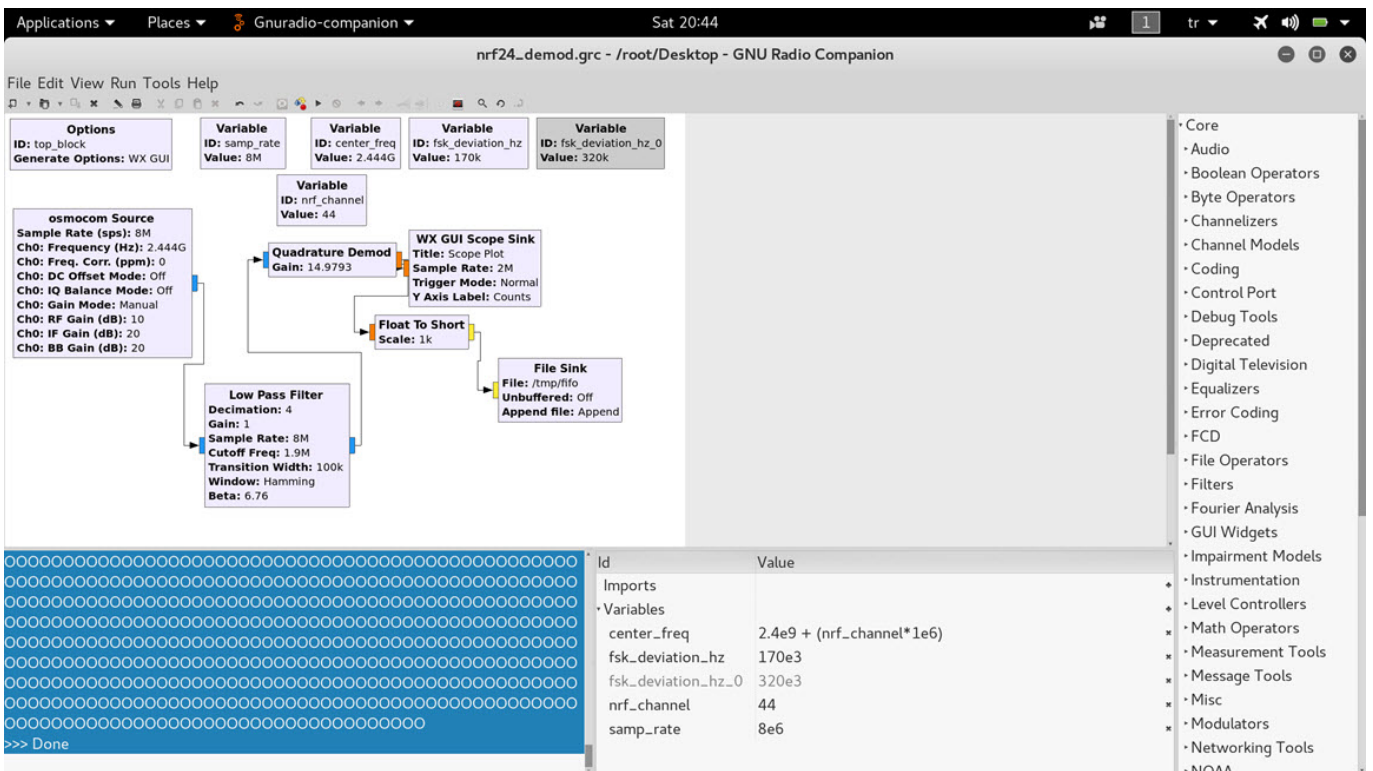 Applications Places Gnuradio-companion Sat 20:44 1 tr
nrf24_demod.grc - /root/Desktop - GNU Radio Companion
File Edit View Run Tools Help
Options
ID: top_block
Generate Options: WX GUI
Variable
ID: samp_rate
Value: 8M
Variable
ID: center_freq
Value: 2.444G
Variable
ID: fsk_deviation_hz
Value: 170k
Variable
ID: fsk_deviation_hz_0
Value: 320k
Variable
ID: nrf_channel
Value: 44
osmocom Source
Sample Rate (sps): 8M
Ch0: Frequency (Hz): 2.444G
Ch0: Freq. Corr. (ppm): 0
Ch0: DC Offset Mode: Off
Ch0: IQ Balance Mode: Off
Ch0: Gain Mode: Manual
Ch0: RF Gain (dB): 10
Ch0: IF Gain (dB): 20
Ch0: BB Gain (dB): 20
Quadrature Demod
Gain: 14.9793
WX GUI Scope Sink
Title: Scope Plot
Sample Rate: 2M
Trigger Mode: Normal
Y Axis Label: Counts
Float To Short
Scale: 1k
File Sink
File: /tmp/fifo
Unbuffered: Off
Append file: Append
Low Pass Filter
Decimation: 4
Gain: 1
Sample Rate: 8M
Cutoff Freq: 1.9M
Transition Width: 100k
Window: Hamming
Beta: 6.76
Core
Audio
Boolean Operators
Byte Operators
Channelizers
Channel Models
Coding
Control Port
Debug Tools
Deprecated
Digital Television
Equalizers
Error Coding
FCD
File Operators
Filters
Fourier Analysis
GUI Widgets
Impairment Models
Instrumentation
Level Controllers
Math Operators
Measurement Tools
Message Tools
Misc
Modulators
Networking Tools
NOAA
OOOOOOOOOOOOOOOOOOOOOOOOOOOOOOOOOOOOOOOOOOOOOOOOOOO
OOOOOOOOOOOOOOOOOOOOOOOOOOOOOOOOOOOOOOOOOOOOOOOOOOO
OOOOOOOOOOOOOOOOOOOOOOOOOOOOOOOOOOOOOOOOOOOOOOOOOOO
OOOOOOOOOOOOOOOOOOOOOOOOOOOOOOOOOOOOOOOOOOOOOOOOOOO
OOOOOOOOOOOOOOOOOOOOOOOOOOOOOOOOOOOOOOOOOOOOOOOOOOO
OOOOOOOOOOOOOOOOOOOOOOOOOOOOOOOOOOOOOOOOOOOOOOOOOOO
OOOOOOOOOOOOOOOOOOOOOOOOOOOOOOOOOOOOOOOOOOOOOOOOOOO
OOOOOOOOOOOOOOOOOOOOOOOOOOOOOOOOOOOOOOOOOOOOOOOOOOO
OOOOOOOOOOOOOOOOOOOOOOOOOOOOOOOOOOOOO
>>> Done
Id Value
Imports
Variables
center_freq 2.4e9 + (nrf_channel*1e6)
fsk_deviation_hz 170e3
fsk_deviation_hz_0 320e3
nrf_channel 44
samp_rate 8e6